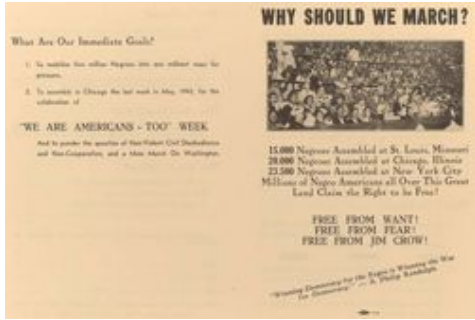 What Are Our Immediate Goals?
1. To mobilize five million Negroes into one militant mass for
pressure.
2. To assemble in Chicago the last week in May, 1943, for the
celebration of
"WE ARE AMERICANS - TOO" WEEK
And to ponder the question of Non-Violent Civil Disobedience
and Non-Cooperation, and a Mass March On Washington.
WHY SHOULD WE MARCH?
15,000 Negroes Assembled at St. Louis, Missouri
20,000 Negroes Assembled at Chicago, Illinois
23,500 Negroes Assembled at New York City
Millions of Negro Americans all Over This Great
Land Claim the Right to be Free!
FREE FROM WANT!
FREE FROM FEAR!
FREE FROM JIM CROW!
"Winning Democracy for the Negro is Winning the War
for Democracy!" — A. Philip Randolph